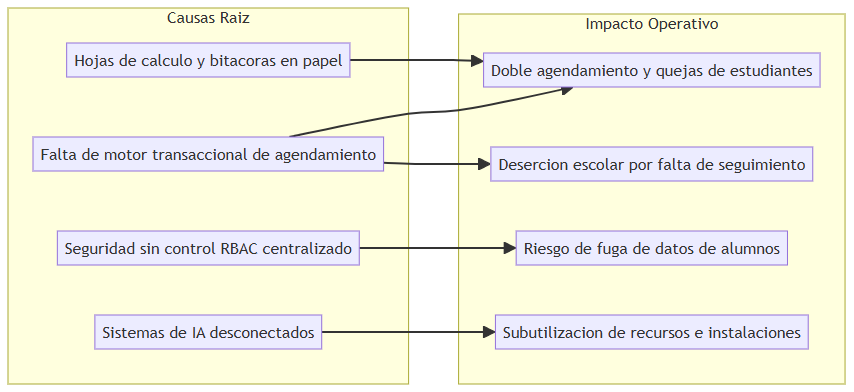 Causas Raiz
Hojas de calculo y bitacoras en papel
Falta de motor transaccional de agendamiento
Seguridad sin control RBAC centralizado
Sistemas de IA desconectados
Impacto Operativo
Doble agendamiento y quejas de estudiantes
Desercion escolar por falta de seguimiento
Riesgo de fuga de datos de alumnos
Subutilizacion de recursos e instalaciones